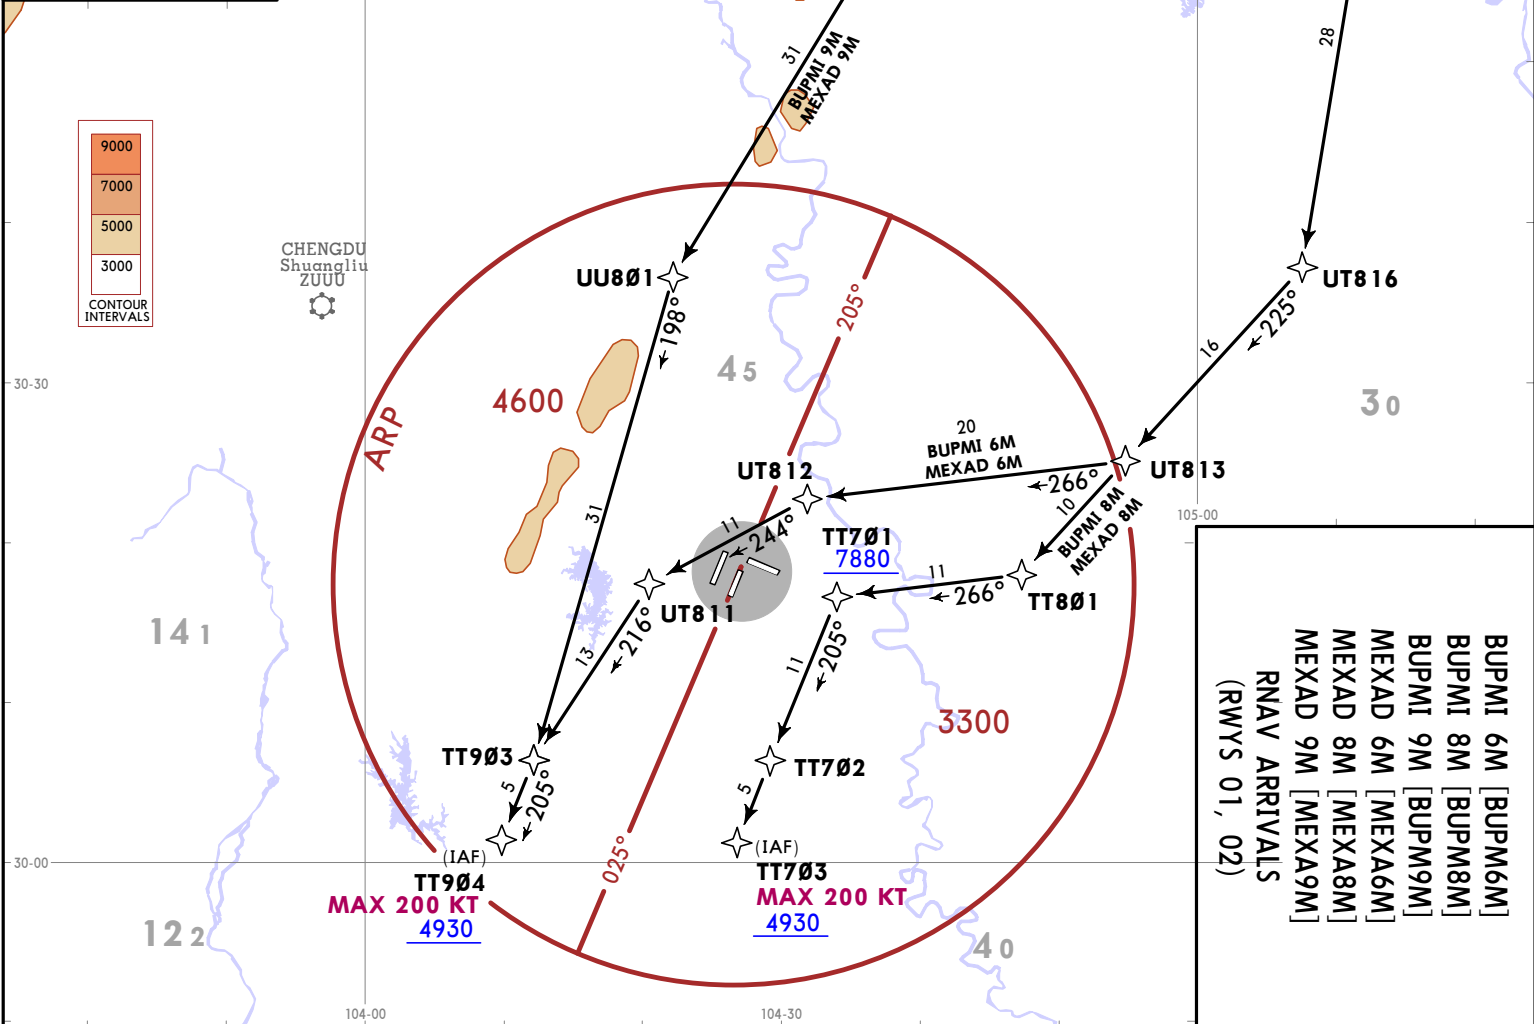 31
BUPMI 9M
MEXAD 9M
28
9000
7000
5000
3000
CONTOUR
INTERVALS
CHENGDU
Shuangliu
ZUUU
UU8Ø1
198°
205°
UT816
225°
16
30-30
4600
45
30
ARP
20
BUPMI 6M
MEXAD 6M
UT812
266°
UT813
10
BUPMI 8M
MEXAD 8M
105-00
31
11
244°
TT7Ø1
7880
11
266°
TT8Ø1
UT811
216°
13
141
11
205°
3300
TT9Ø3
5
205°
TT7Ø2
5
025°
30-00
(IAF)
TT9Ø4
MAX 200 KT
4930
(IAF)
TT7Ø3
MAX 200 KT
4930
122
40
104-00
104-30
BUPMI 6M [BUPM6M]
BUPMI 8M [BUPM8M]
BUPMI 9M [BUPM9M]
MEXAD 6M [MEXA6M]
MEXAD 8M [MEXA8M]
MEXAD 9M [MEXA9M]
RNAV ARRIVALS
(RWYS 01, 02)